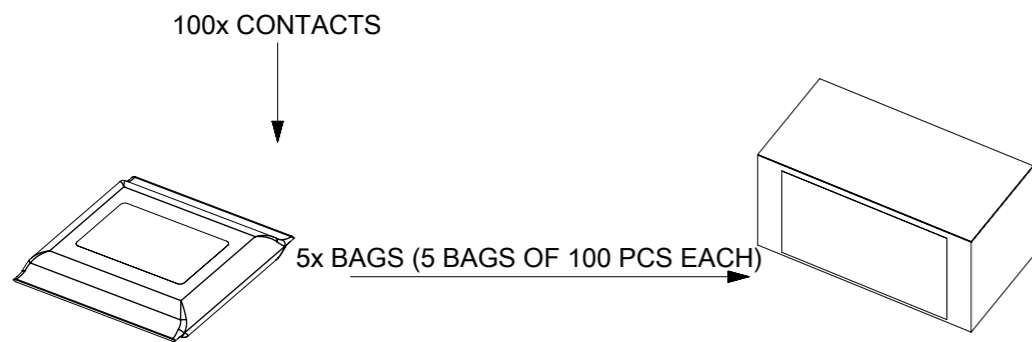 100x CONTACTS
5x BAGS (5 BAGS OF 100 PCS EACH)